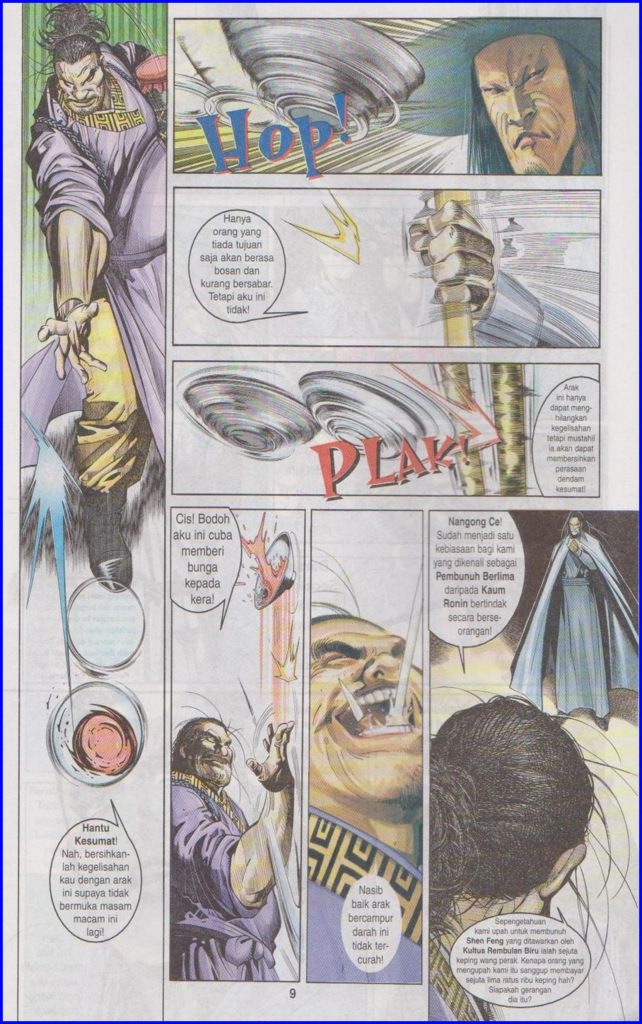 Hantu
Kesumat!
Nah, bersihkan-
lah kegelisahan
kau dengan arak
ini supaya tidak
bermuka masam
macam ini
lagi!
Hop!
Hanya
orang yang
tiada tujuan
saja akan berasa
bosan dan
kurang bersabar.
Tetapi aku ini
tidak!
PLAK!
Arak
ini hanya
dapat meng-
hilangkan
kegelisahan
tetapi mustahil
ia akan dapat
membersihkan
perasaan
dendam
kesumat!
Cis! Bodoh
aku ini cuba
memberi
bunga
kepada
kera!
Nasib
baik arak
bercampur
darah ini
tidak ter-
curah!
Nangong Ce!
Sudah menjadi satu
kebiasaan bagi kami
yang dikenali sebagai
Pembunuh Berlima
daripada Kaum
Ronin bertindak
secara berse-
orangan!
Sepengetahuan
kami upah untuk membunuh
Shen Feng yang ditawarkan oleh
Kultus Rembulan Biru ialah sejuta
keping wang perak. Kenapa orang yang
mengupah kami itu sanggup membayar
sejuta lima ratus ribu keping hah?
Siapakah gerangan
dia itu?
9